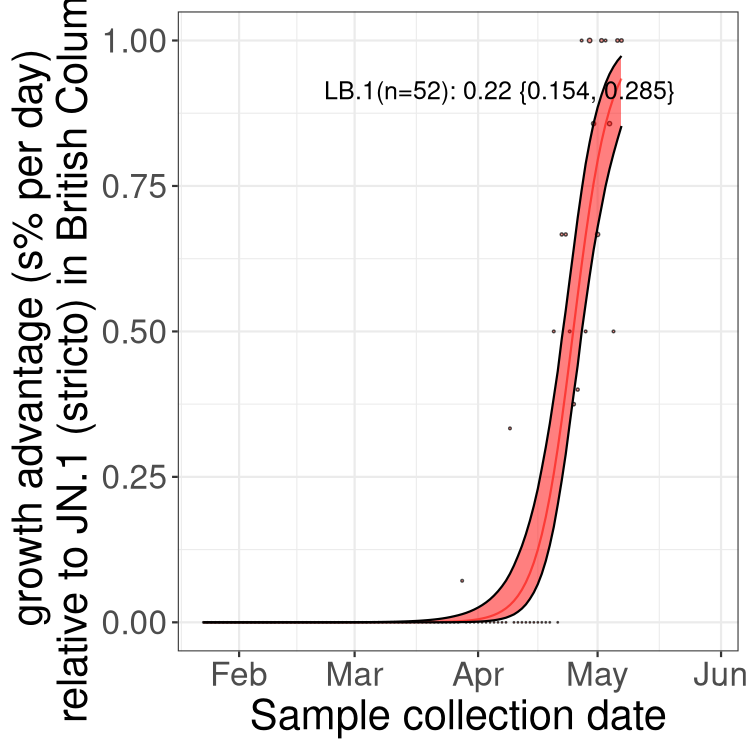 growth advantage (s% per day)
relative to JN.1 (stricto) in British Colum
1.00
0.75
0.50
0.25
0.00
LB.1(n=52): 0.22 {0.154, 0.285}
Feb Mar Apr May Jun
Sample collection date